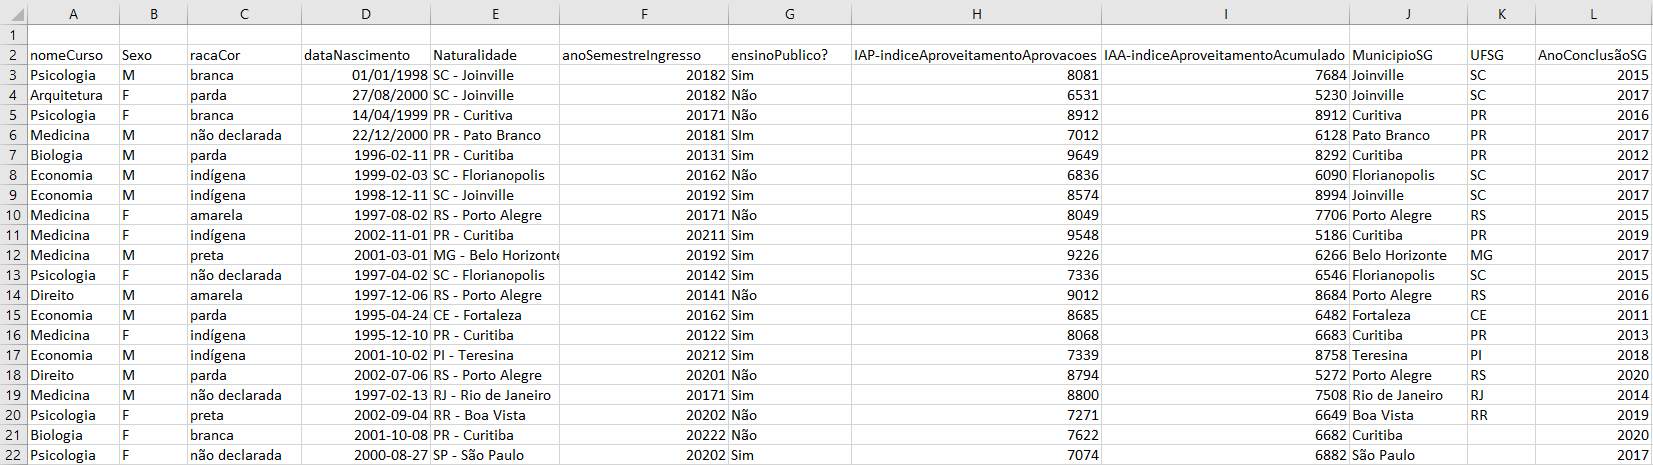 A B C D E F G H I J K L
1
2 nomeCurso Sexo racaCor dataNascimento Naturalidade anoSemestreIngresso ensinoPublico? IAP-indiceAproveitamentoAprovacoes IAA-indiceAproveitamentoAcumulado MunicipioSG UFSG AnoConclusãoSG
3 Psicologia M branca 01/01/1998 SC - Joinville 20182 Sim 8081 7684 Joinville SC 2015
4 Arquitetura F parda 27/08/2000 SC - Joinville 20182 Não 6531 5230 Joinville SC 2017
5 Psicologia F branca 14/04/1999 PR - Curitiva 20171 Não 8912 8912 Curitiva PR 2016
6 Medicina M não declarada 22/12/2000 PR - Pato Branco 20181 SIm 7012 6128 Pato Branco PR 2017
7 Biologia M parda 1996-02-11 PR - Curitiba 20131 Sim 9649 8292 Curitiba PR 2012
8 Economia M indígena 1999-02-03 SC - Florianopolis 20162 Não 6836 6090 Florianopolis SC 2017
9 Economia M indígena 1998-12-11 SC - Joinville 20192 Sim 8574 8994 Joinville SC 2017
10 Medicina F amarela 1997-08-02 RS - Porto Alegre 20171 Não 8049 7706 Porto Alegre RS 2015
11 Medicina F indígena 2002-11-01 PR - Curitiba 20211 Sim 9548 5186 Curitiba PR 2019
12 Medicina M preta 2001-03-01 MG - Belo Horizonte 20192 Sim 9226 6266 Belo Horizonte MG 2017
13 Psicologia F não declarada 1997-04-02 SC - Florianopolis 20142 Sim 7336 6546 Florianopolis SC 2015
14 Direito M amarela 1997-12-06 RS - Porto Alegre 20141 Não 9012 8684 Porto Alegre RS 2016
15 Economia M parda 1995-04-24 CE - Fortaleza 20162 Sim 8685 6482 Fortaleza CE 2011
16 Medicina F indígena 1995-12-10 PR - Curitiba 20122 Sim 8068 6683 Curitiba PR 2013
17 Economia M indígena 2001-10-02 PI - Teresina 20212 Sim 7339 8758 Teresina PI 2018
18 Direito M parda 2002-07-06 RS - Porto Alegre 20201 Não 8794 5272 Porto Alegre RS 2020
19 Medicina M não declarada 1997-02-13 RJ - Rio de Janeiro 20171 Sim 8800 7508 Rio de Janeiro RJ 2014
20 Psicologia F preta 2002-09-04 RR - Boa Vista 20202 Não 7271 6649 Boa Vista RR 2019
21 Biologia F branca 2001-10-08 PR - Curitiba 20222 Não 7622 6682 Curitiba 2020
22 Psicologia F não declarada 2000-08-27 SP - São Paulo 20202 Sim 7074 6882 São Paulo 2017